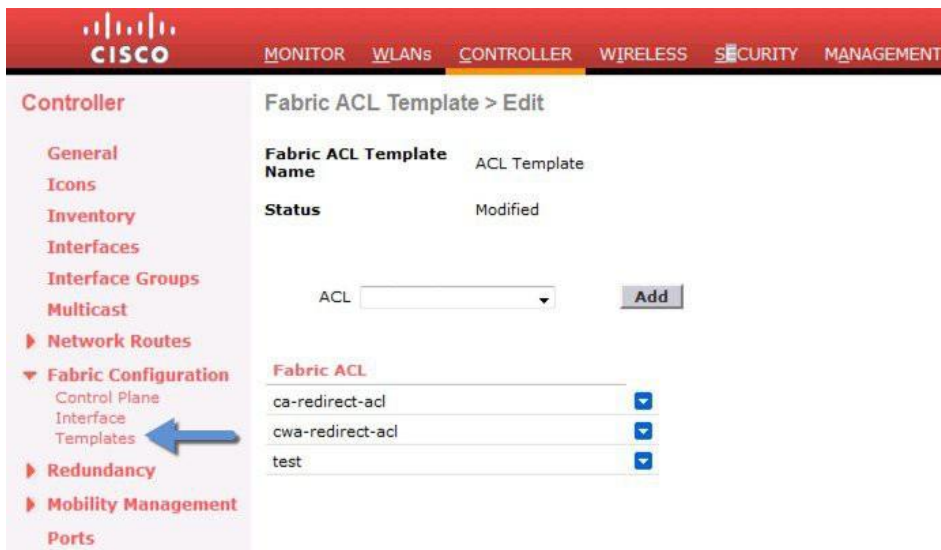 CISCO
MONITOR WLANs CONTROLLER WIRELESS SECURITY MANAGEMENT
Controller
General
Icons
Inventory
Interfaces
Interface Groups
Multicast
Network Routes
Fabric Configuration
Control Plane
Interface
Templates
Redundancy
Mobility Management
Ports
Fabric ACL Template > Edit
Fabric ACL Template
Name
ACL Template
Status
Modified
ACL
Add
Fabric ACL
ca-redirect-acl
cwa-redirect-acl
test